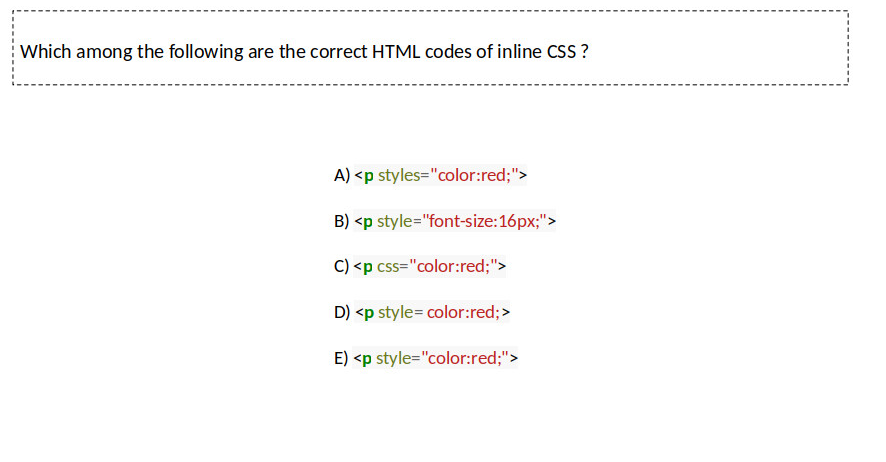 Which among the following are the correct HTML codes of inline CSS ?
A) <p styles="color:red;">
B) <p style="font-size:16px;">
C) <p css="color:red;">
D) <p style= color:red;>
E) <p style="color:red;">